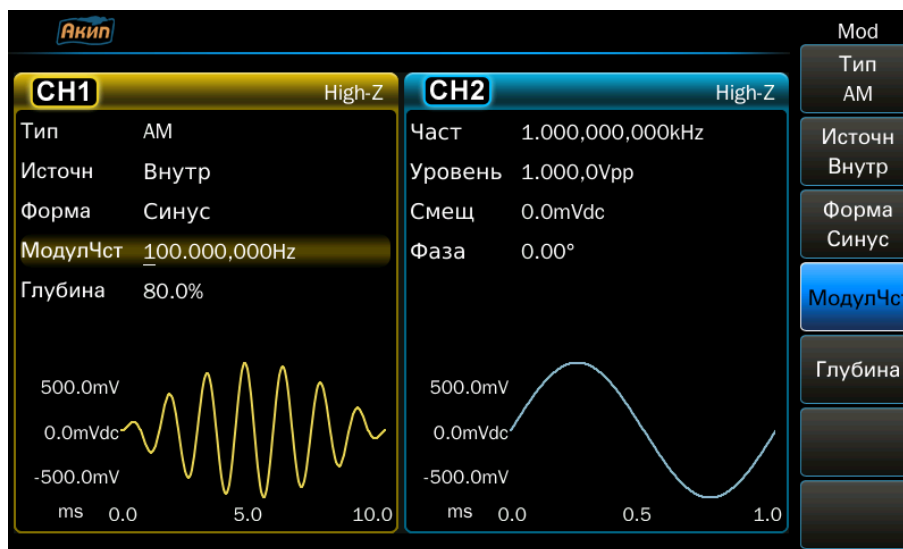 Акип
Mod
CH1 High-Z
Тип AM
Источн Внутр
Форма Синус
МодулЧст 100.000,000Hz
Глубина 80.0%
500.0mV
0.0mVdc
-500.0mV
ms 0.0 5.0 10.0
CH2 High-Z
Част 1.000,000,000kHz
Уровень 1.000,0Vpp
Смещ 0.0mVdc
Фаза 0.00°
500.0mV
0.0mVdc
-500.0mV
ms 0.0 0.5 1.0
Тип
AM
Источн
Внутр
Форма
Синус
МодулЧс
Глубина